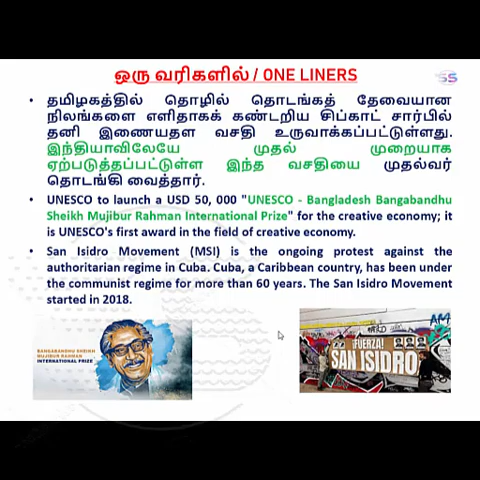 ஒரு வரிகளில் / ONE LINERS
SS
• தமிழகத்தில் தொழில் தொடங்கத் தேவையான
நிலங்களை எளிதாகக் கண்டறிய சிப்காட் சார்பில்
தனி இணையதள வசதி உருவாக்கப்பட்டுள்ளது.
இந்தியாவிலேயே முதல் முறையாக
ஏற்படுத்தப்பட்டுள்ள இந்த வசதியை முதல்வர்
தொடங்கி வைத்தார்.
• UNESCO to launch a USD 50, 000 "UNESCO - Bangladesh Bangabandhu
Sheikh Mujibur Rahman International Prize" for the creative economy; it
is UNESCO's first award in the field of creative economy.
• San Isidro Movement (MSI) is the ongoing protest against the
authoritarian regime in Cuba. Cuba, a Caribbean country, has been under
the communist regime for more than 60 years. The San Isidro Movement
started in 2018.
BANGABANDHU SHEIKH
MUJIBUR RAHMAN
INTERNATIONAL PRIZE
¡FUERZA!
SAN ISIDRO